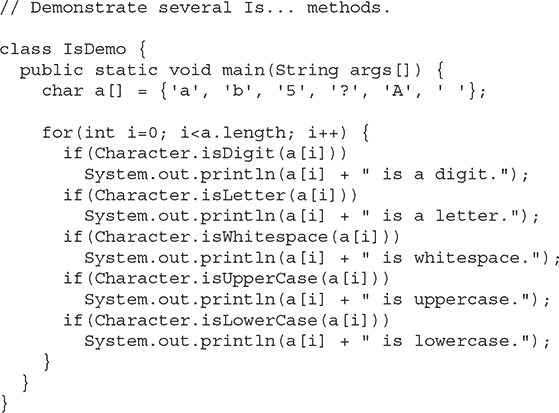 // Demonstrate several Is... methods.

class IsDemo {
  public static void main(String args[]) {
    char a[] = {'a', 'b', '5', '?', 'A', ' '};

    for(int i=0; i<a.length; i++) {
      if(Character.isDigit(a[i]))
        System.out.println(a[i] + " is a digit.");
      if(Character.isLetter(a[i]))
        System.out.println(a[i] + " is a letter.");
      if(Character.isWhitespace(a[i]))
        System.out.println(a[i] + " is whitespace.");
      if(Character.isUpperCase(a[i]))
        System.out.println(a[i] + " is uppercase.");
      if(Character.isLowerCase(a[i]))
        System.out.println(a[i] + " is lowercase.");
    }
  }
}